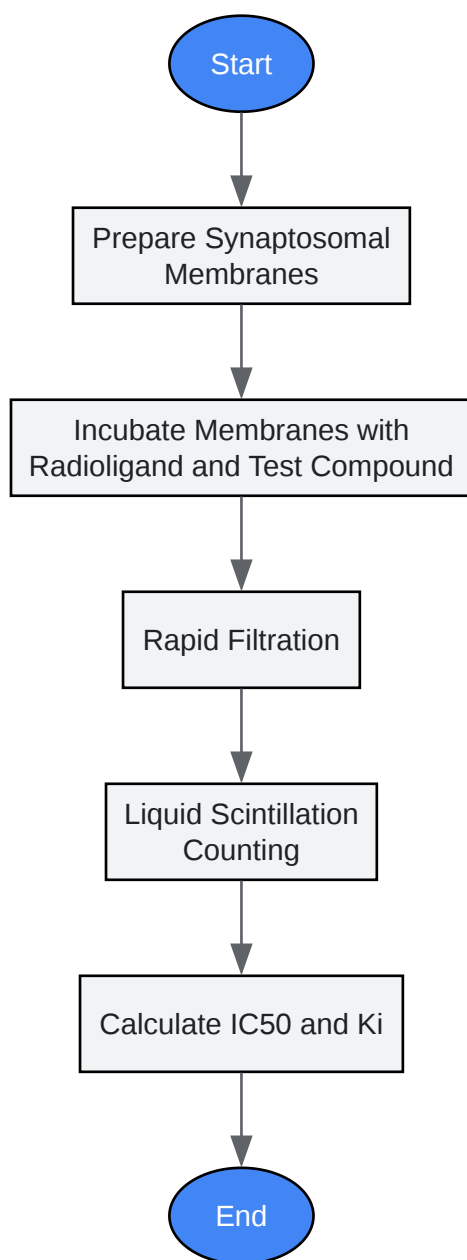 Start
Prepare Synaptosomal
Membranes
Incubate Membranes with
Radioligand and Test Compound
Rapid Filtration
Liquid Scintillation
Counting
Calculate IC50 and Ki
End